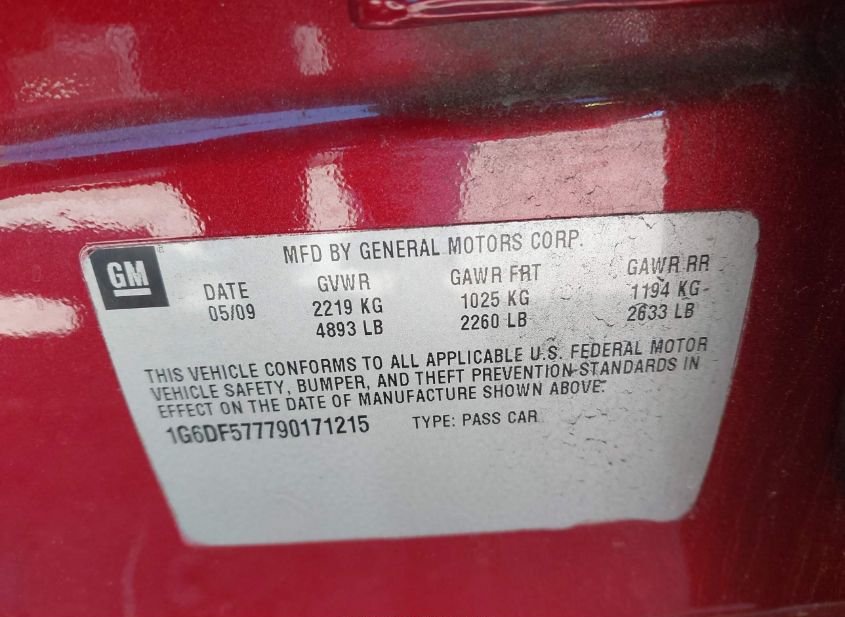 GM
MFD BY GENERAL MOTORS CORP.
DATE GVWR GAWR FRT GAWR RR
05/09 2219 KG 1025 KG 1194 KG
4893 LB 2260 LB 2633 LB
THIS VEHICLE CONFORMS TO ALL APPLICABLE U.S. FEDERAL MOTOR
VEHICLE SAFETY, BUMPER, AND THEFT PREVENTION STANDARDS IN
EFFECT ON THE DATE OF MANUFACTURE SHOWN ABOVE.
1G6DF577790171215 TYPE: PASS CAR